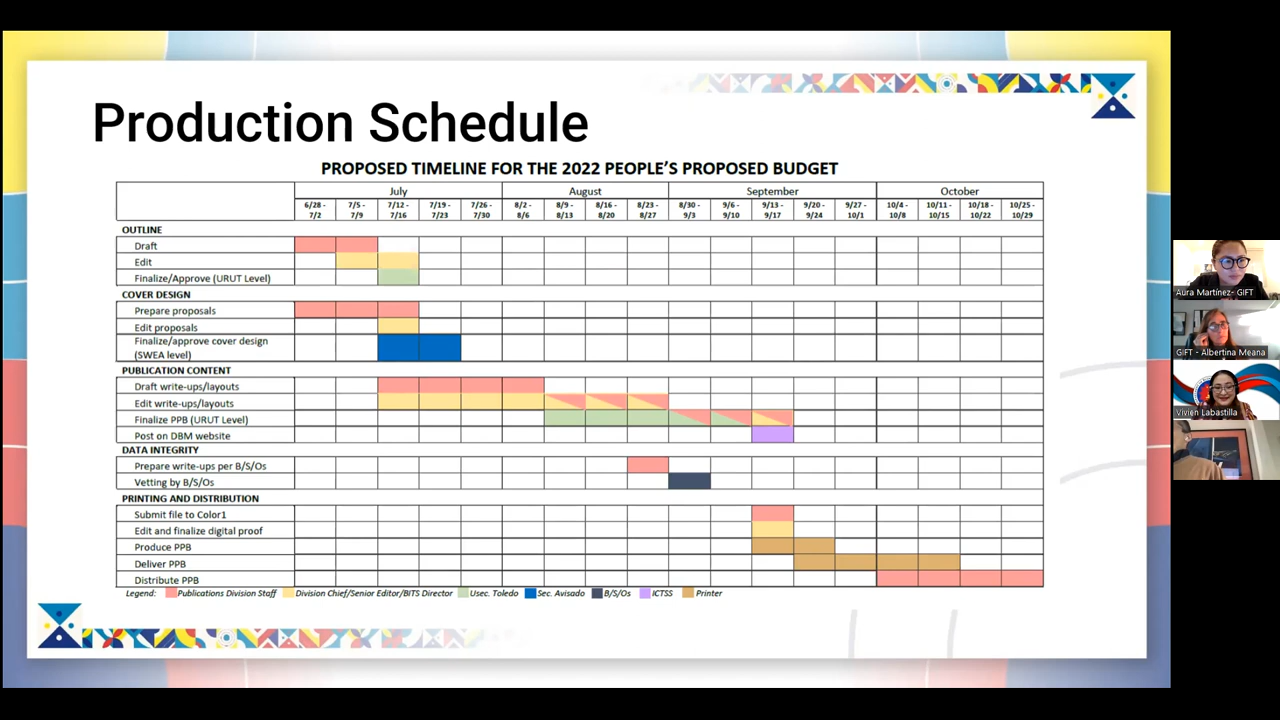 Production Schedule
PROPOSED TIMELINE FOR THE 2022 PEOPLE'S PROPOSED BUDGET
July August September October
6/28 - 7/2 7/5 - 7/9 7/12 - 7/16 7/19 - 7/23 7/26 - 7/30 8/2 - 8/6 8/9 - 8/13 8/16 - 8/20 8/23 - 8/27 8/30 - 9/3 9/6 - 9/10 9/13 - 9/17 9/20 - 9/24 9/27 - 10/1 10/4 - 10/8 10/11 - 10/15 10/18 - 10/22 10/25 - 10/29
OUTLINE
Draft
Edit
Finalize/Approve (URUT Level)
COVER DESIGN
Prepare proposals
Edit proposals
Finalize/approve cover design
(SWEA level)
PUBLICATION CONTENT
Draft write-ups/layouts
Edit write-ups/layouts
Finalize PPB (URUT Level)
Post on DBM website
DATA INTEGRITY
Prepare write-ups per B/S/Os
Vetting by B/S/Os
PRINTING AND DISTRIBUTION
Submit file to Color1
Edit and finalize digital proof
Produce PPB
Deliver PPB
Distribute PPB
Legend: Publications Division Staff Division Chief/Senior Editor/BITS Director Usec. Toledo Sec. Avisado B/S/Os ICTSS Printer
Aura Martínez- GIFT
GIFT - Albertina Meana
Vivien Labastilla